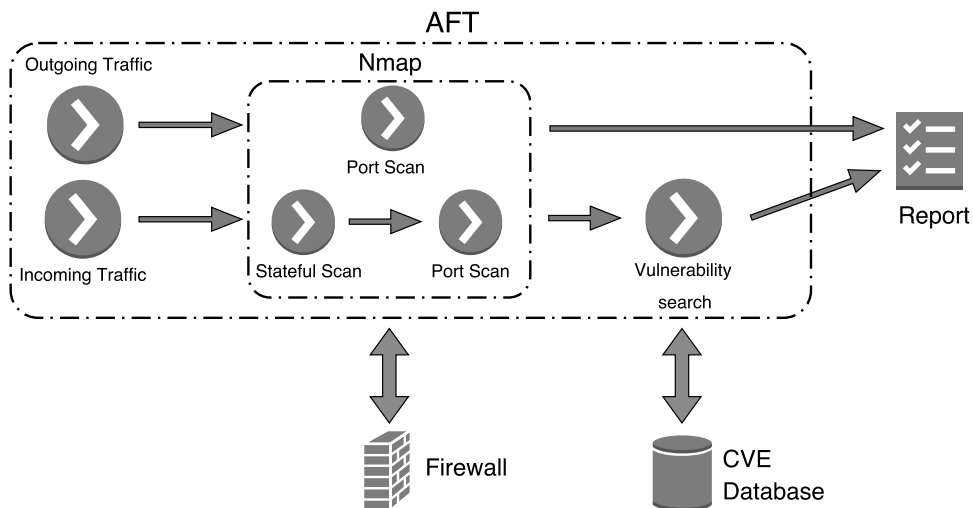 AFT
Outgoing Traffic
Nmap
Port Scan
Report
Incoming Traffic
Stateful Scan
Port Scan
Vulnerability
search
Firewall
CVE
Database